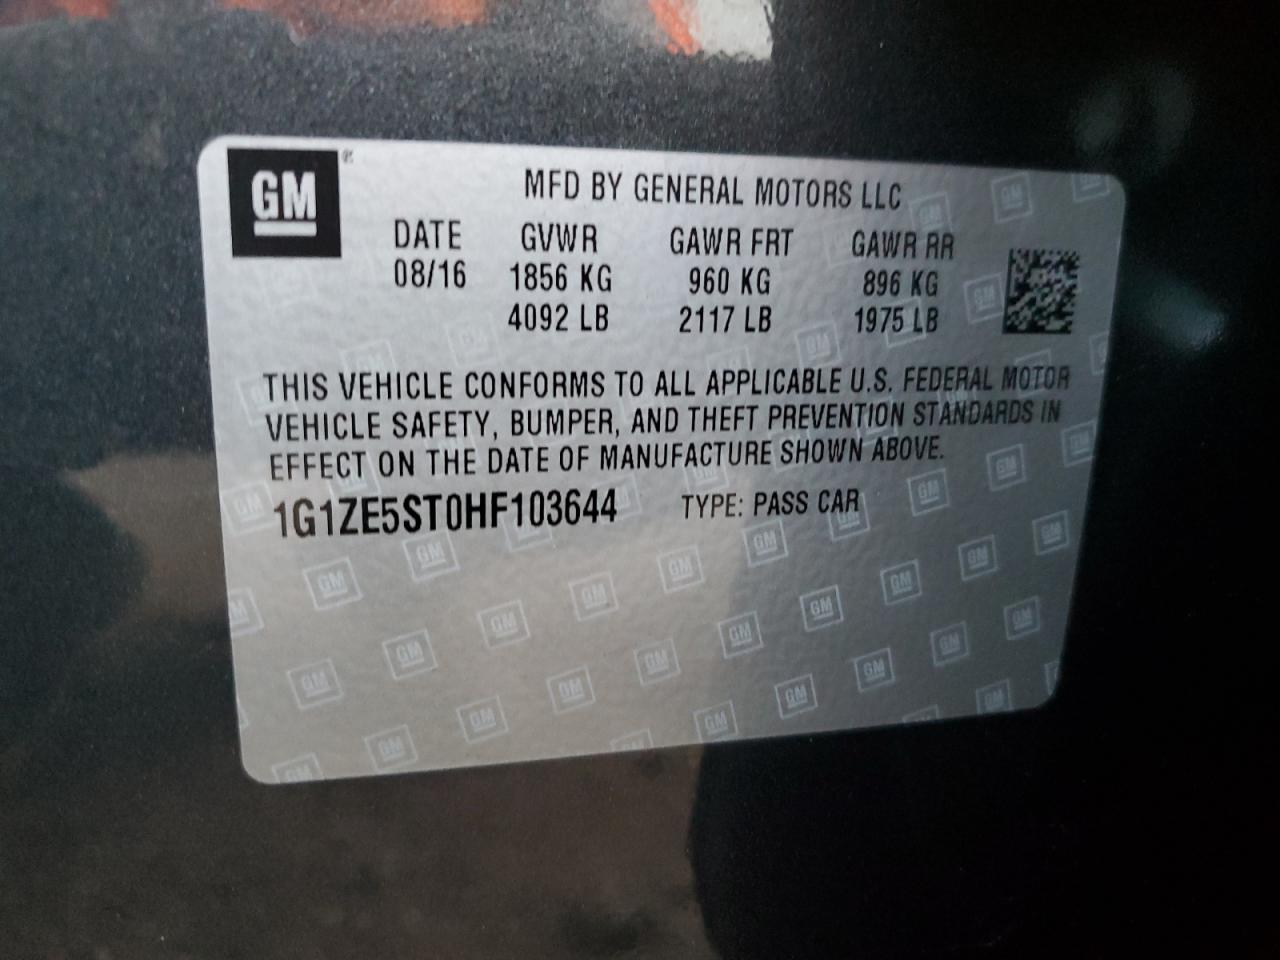 GM
MFD BY GENERAL MOTORS LLC
DATE GVWR GAWR FRT GAWR RR
08/16 1856 KG 960 KG 896 KG
4092 LB 2117 LB 1975 LB
THIS VEHICLE CONFORMS TO ALL APPLICABLE U.S. FEDERAL MOTOR
VEHICLE SAFETY, BUMPER, AND THEFT PREVENTION STANDARDS IN
EFFECT ON THE DATE OF MANUFACTURE SHOWN ABOVE.
1G1ZE5ST0HF103644 TYPE: PASS CAR